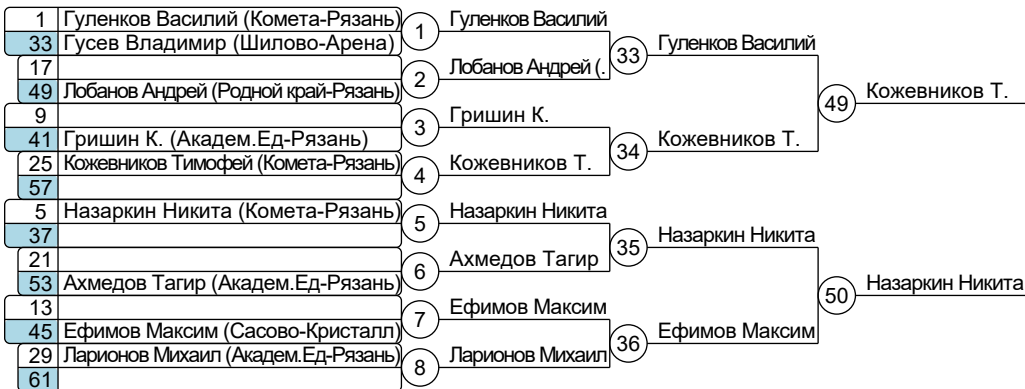 1 Гуленков Василий (Комета-Рязань)
33 Гусев Владимир (Шилово-Арена)
17
49 Лобанов Андрей (Родной край-Рязань)
9
41 Гришин К. (Академ.Ед-Рязань)
25 Кожевников Тимофей (Комета-Рязань)
57
5 Назаркин Никита (Комета-Рязань)
37
21
53 Ахмедов Тагир (Академ.Ед-Рязань)
13
45 Ефимов Максим (Сасово-Кристалл)
29 Ларионов Михаил (Академ.Ед-Рязань)
61
1 Гуленков Василий
2 Лобанов Андрей (.
3 Гришин К.
4 Кожевников Т.
5 Назаркин Никита
6 Ахмедов Тагир
7 Ефимов Максим
8 Ларионов Михаил
33 Гуленков Василий
34 Кожевников Т.
35 Назаркин Никита
36 Ефимов Максим
49 Кожевников Т.
50 Назаркин Никита